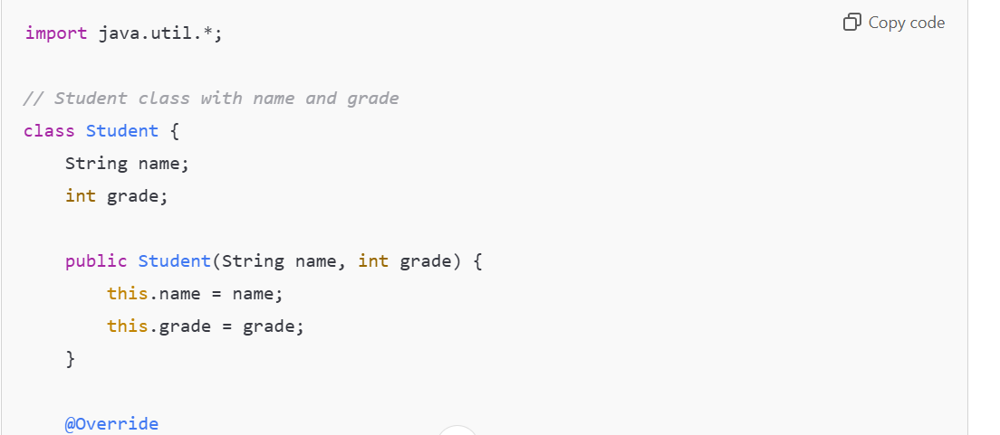 Copy code
import java.util.*;
// Student class with name and grade
class Student {
    String name;
    int grade;
    public Student(String name, int grade) {
        this.name = name;
        this.grade = grade;
    }
    @Override